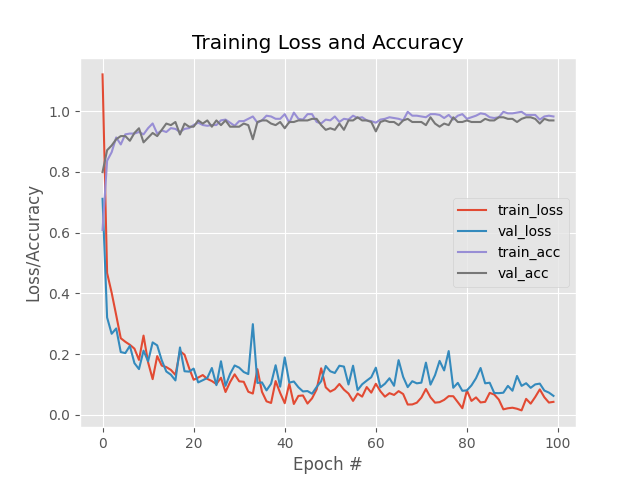 Training Loss and Accuracy
1.0
0.8
0.6
0.4
0.2
0.0
Loss/Accuracy
train_loss
val_loss
train_acc
val_acc
0 20 40 60 80 100
Epoch #